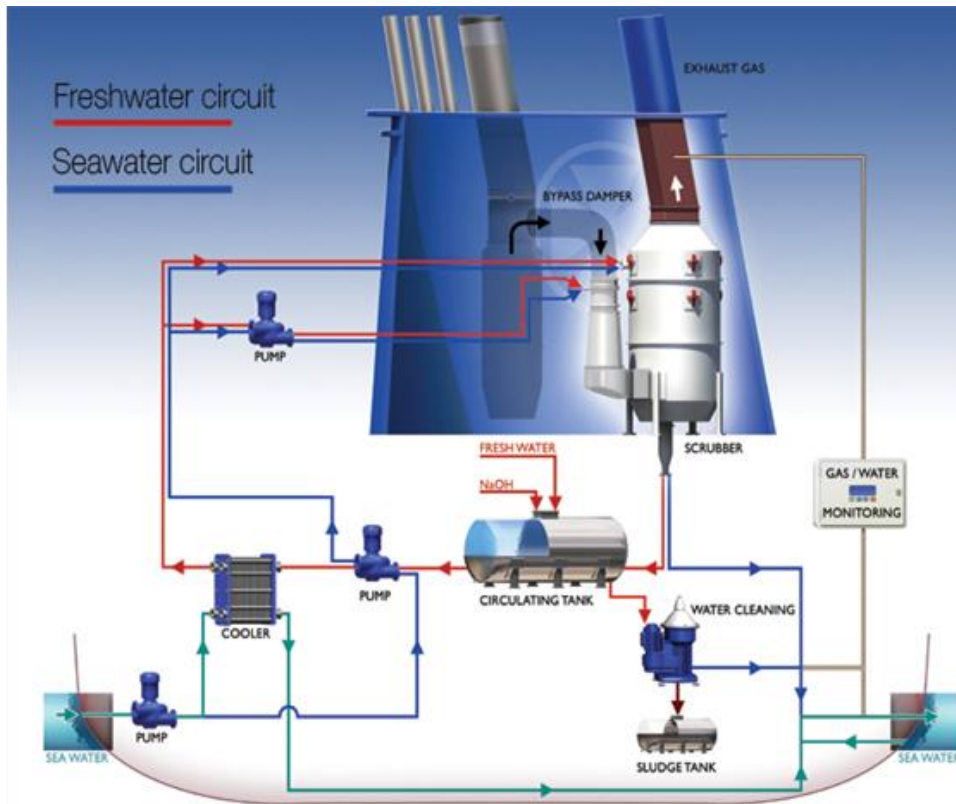 EXHAUST GAS
Freshwater circuit
Seawater circuit
BYPASS DAMPER
PUMP
SCRUBBER
FRESH WATER
NaOH
GAS / WATER
MONITORING
PUMP
CIRCULATING TANK
WATER CLEANING
COOLER
PUMP
SEA WATER
SLUDGE TANK
SEA WATER